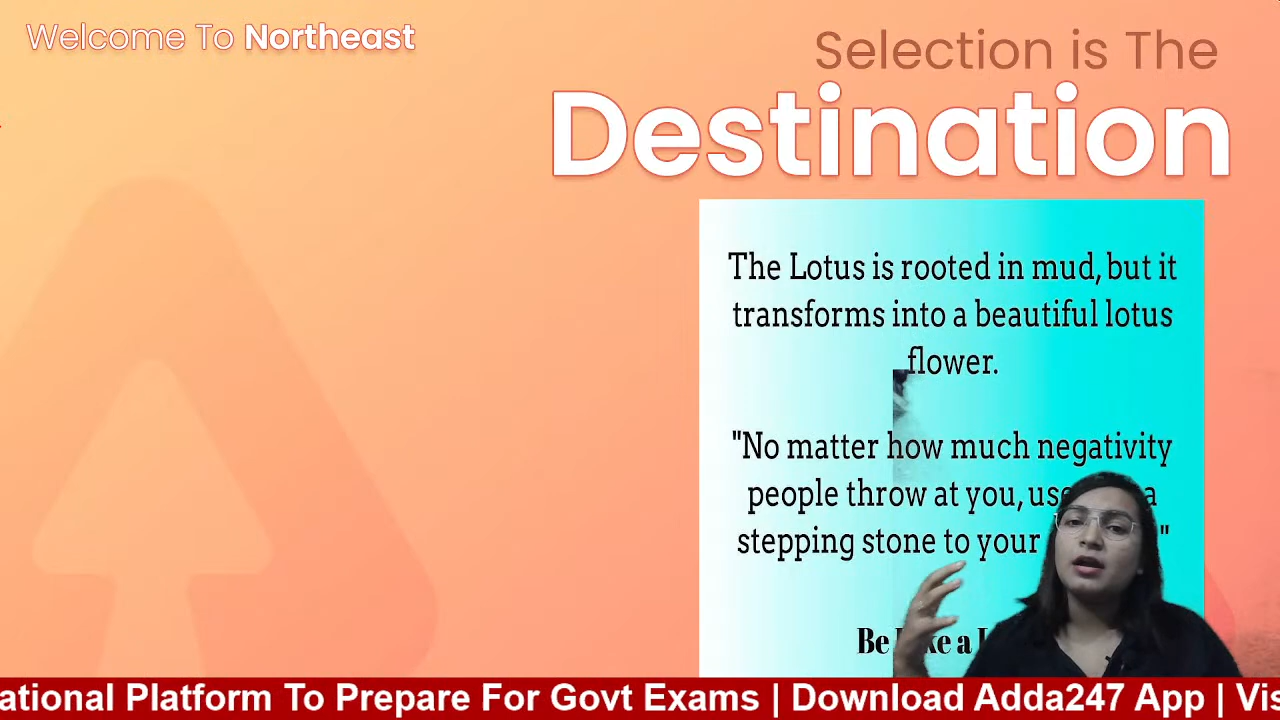 Welcome To Northeast
Selection is The
Destination
The Lotus is rooted in mud, but it
transforms into a beautiful lotus
flower.
"No matter how much negativity
people throw at you, a
stepping stone to your "
Be a
ational Platform To Prepare For Govt Exams | Download Adda247 App | Vis